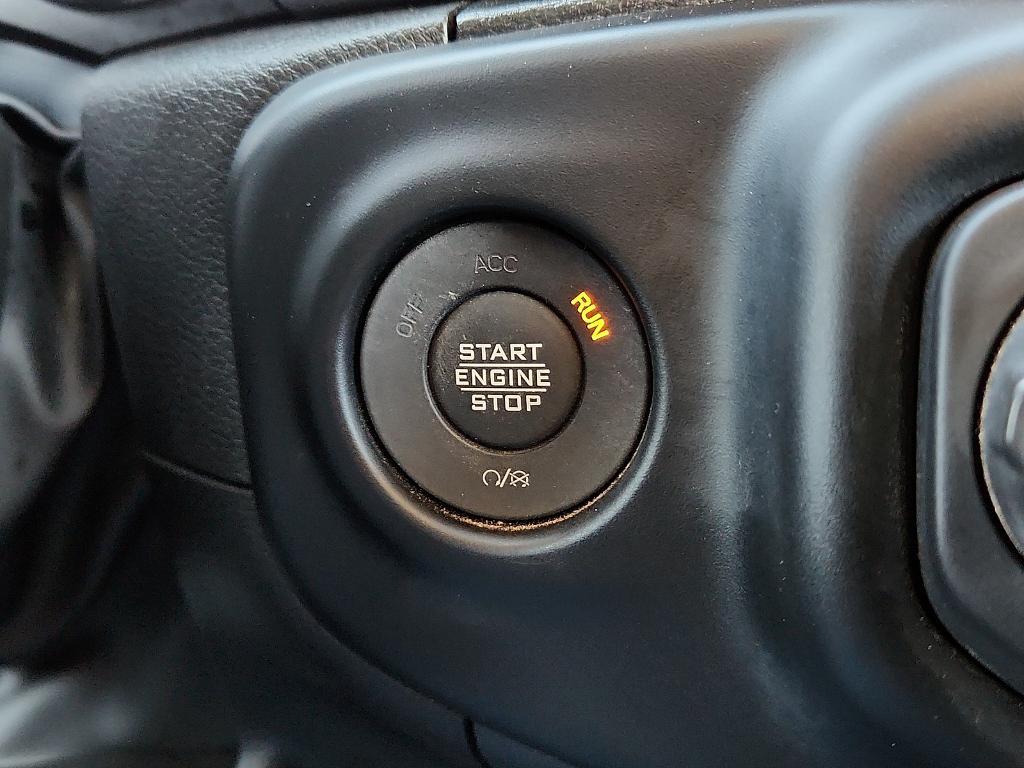 ACC
OFF
RUN
START
ENGINE
STOP